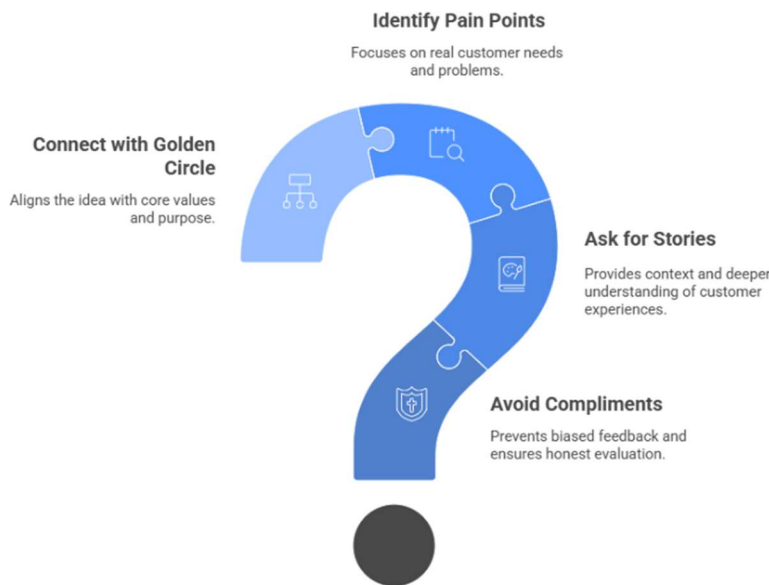 Identify Pain Points
Focuses on real customer needs
and problems.
Connect with Golden
Circle
Aligns the idea with core values
and purpose.
Ask for Stories
Provides context and deeper
understanding of customer
experiences.
Avoid Compliments
Prevents biased feedback and
ensures honest evaluation.